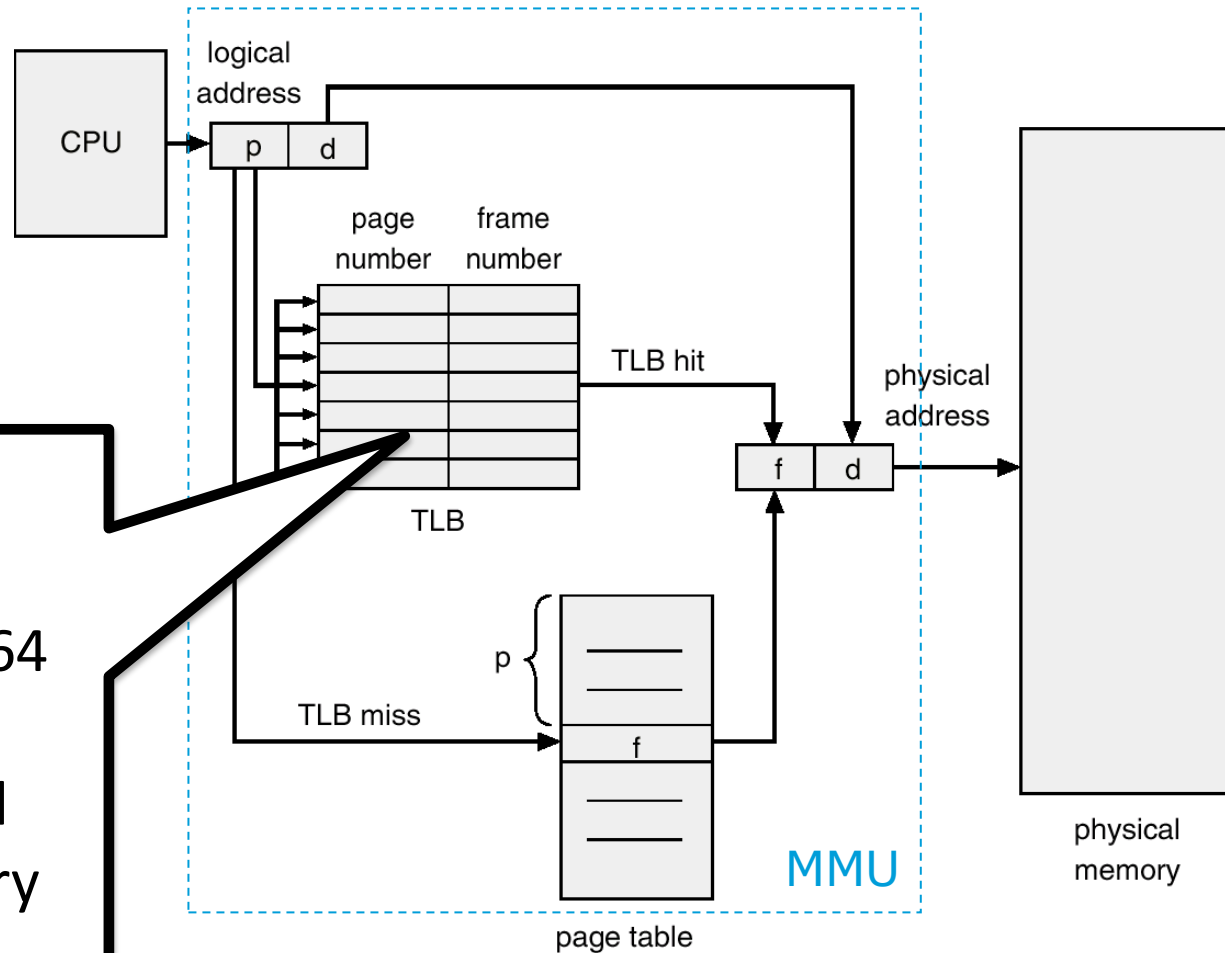 logical
address
CPU
p d
page frame
number number
TLB hit
physical
address
f d
TLB
64
p
TLB miss
f
MMU
physical
memory
page table